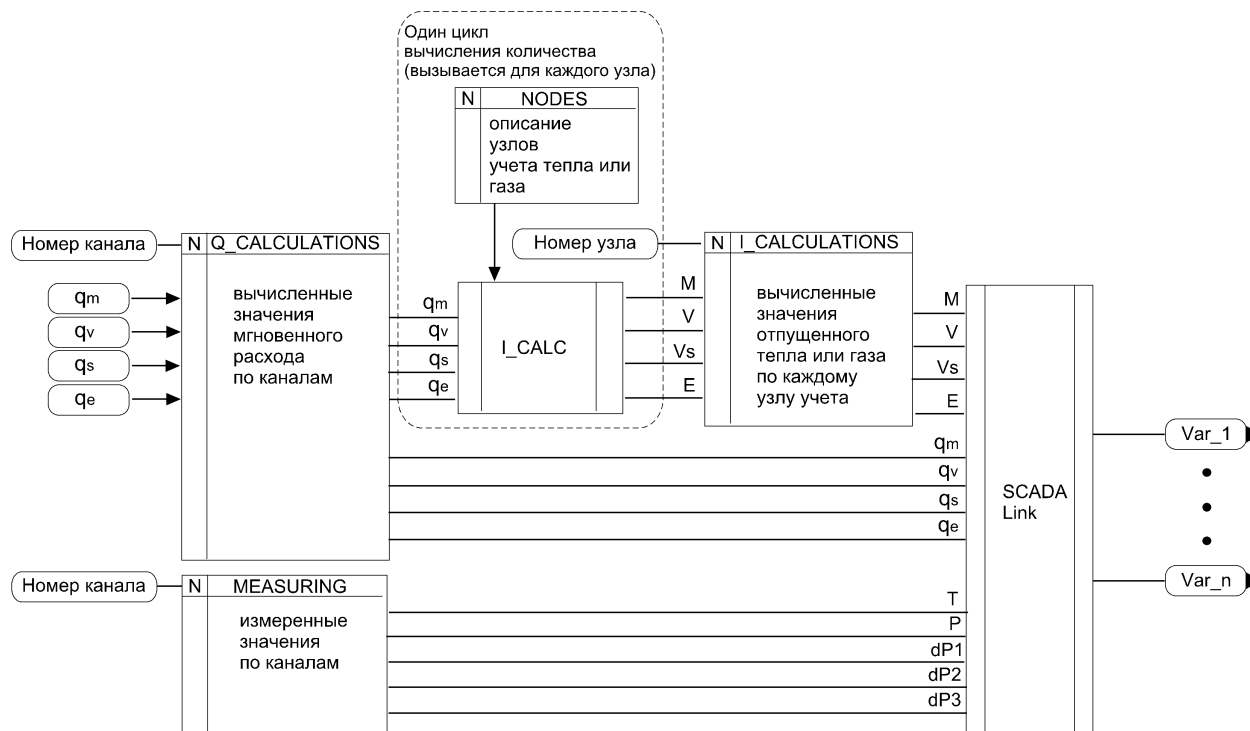 Один цикл
вычисления количества
(вызывается для каждого узла)
N NODES
описание
узлов
учета тепла или
газа
Номер канала
N Q_CALCULATIONS
вычисленные
значения
мгновенного
расхода
по каналам
qm
qv
qs
qe
qm
qv
qs
qe
I_CALC
Номер узла
M
V
Vs
E
N I_CALCULATIONS
вычисленные
значения
отпущенного
тепла или газа
по каждому
узлу учета
M
V
Vs
E
qm
qv
qs
qe
SCADA
Link
Var_1
Var_n
Номер канала
N MEASURING
измеренные
значения
по каналам
T
P
dP1
dP2
dP3